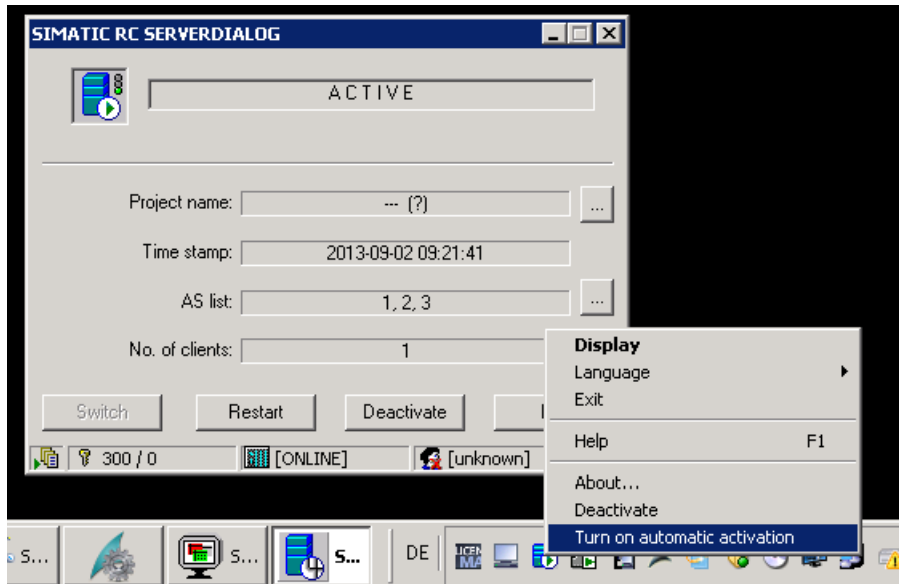 SIMATIC RC SERVERDIALOG
ACTIVE
Project name: --- (?) ...
Time stamp: 2013-09-02 09:21:41
AS list: 1, 2, 3 ...
No. of clients: 1
Switch Restart Deactivate
300 / 0 [ONLINE] [unknown]
Display
Language
Exit
Help F1
About...
Deactivate
Turn on automatic activation
S... S... S... DE